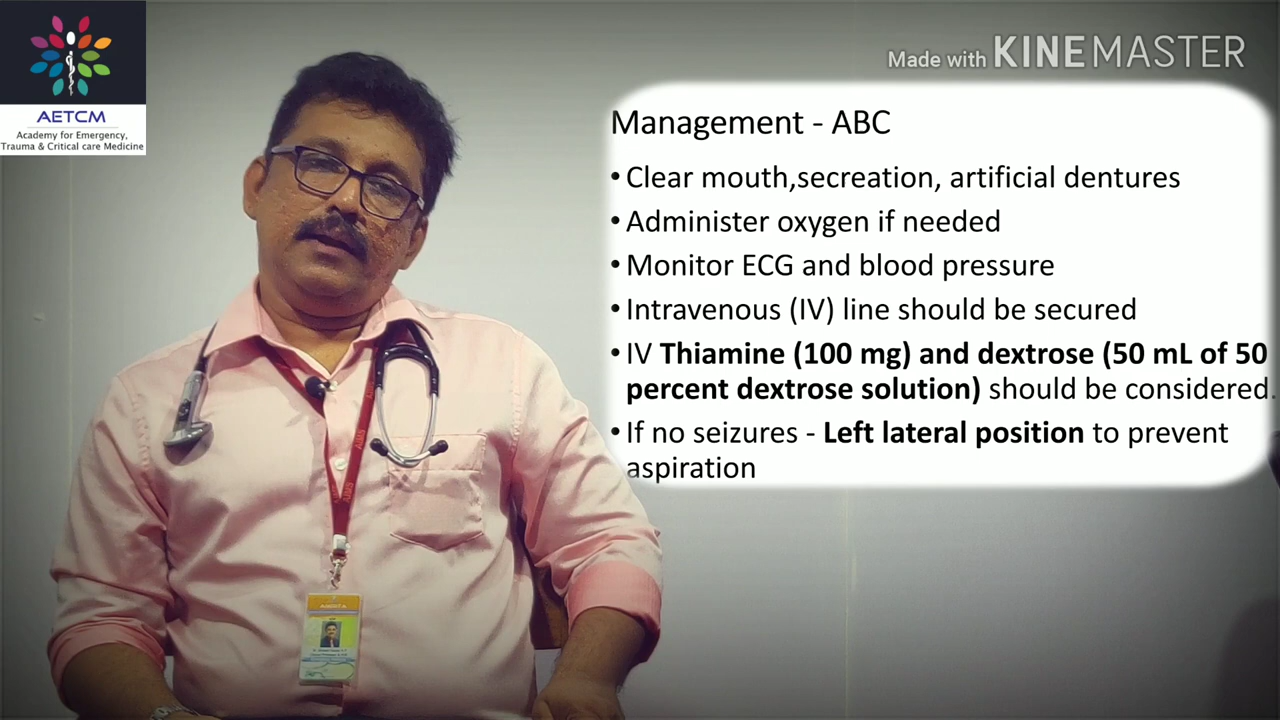 AETCM
Academy for Emergency,
Trauma & Critical care Medicine
Made with KINEMASTER
Management - ABC
• Clear mouth,secreation, artificial dentures
• Administer oxygen if needed
• Monitor ECG and blood pressure
• Intravenous (IV) line should be secured
• IV Thiamine (100 mg) and dextrose (50 mL of 50
percent dextrose solution) should be considered.
• If no seizures - Left lateral position to prevent
aspiration
AIMS
AMRITA